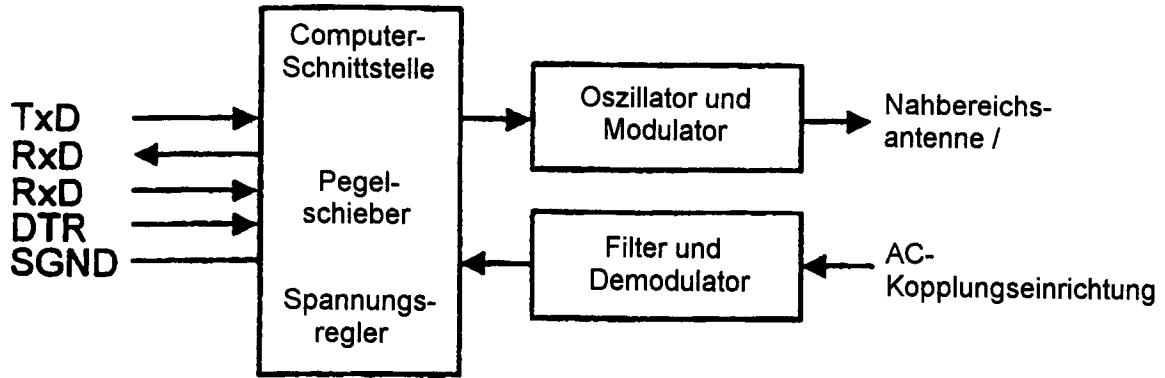 TxD
RxD
RxD
DTR
SGND
Computer-
Schnittstelle
Pegel-
schieber
Spannungs-
regler
Oszillator und
Modulator
Filter und
Demodulator
Nahbereichs-
antenne /
AC-
Kopplungseinrichtung